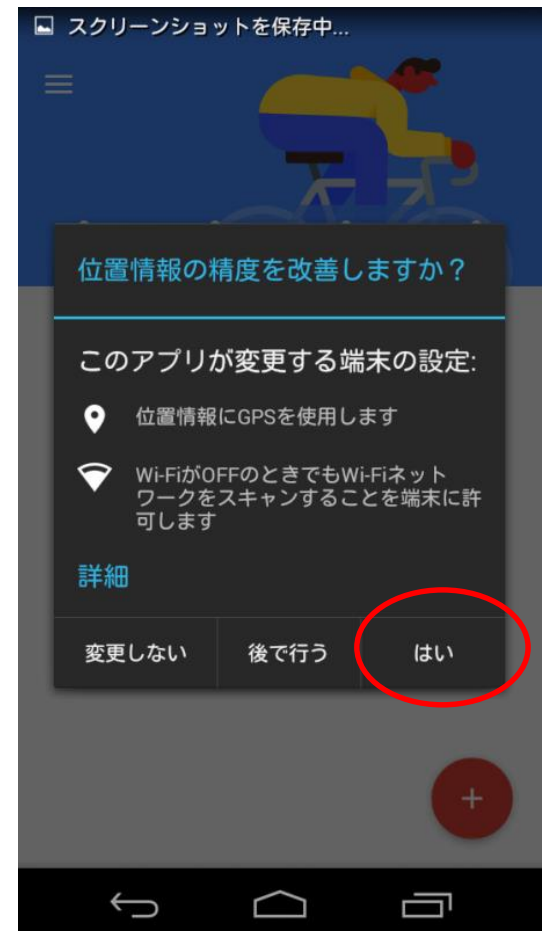 スクリーンショットを保存中...
位置情報の精度を改善しますか？
このアプリが変更する端末の設定:
位置情報にGPSを使用します
Wi-FiがOFFのときでもWi-Fiネット
ワークをスキャンすることを端末に許
可します
詳細
変更しない 後で行う はい